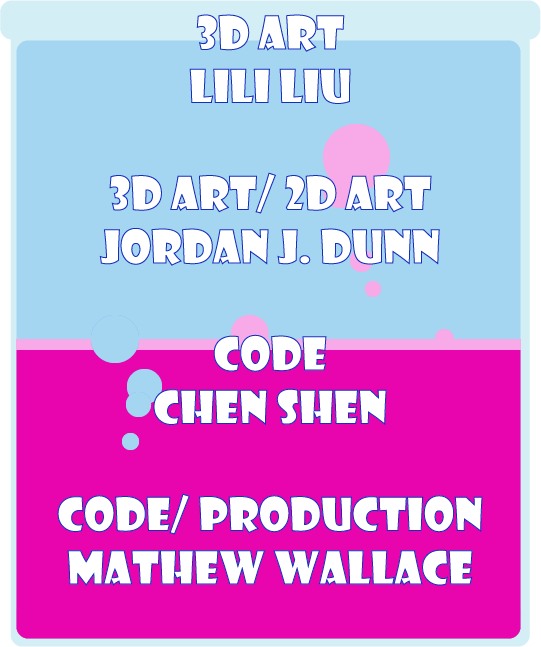 3D ART
LILI LIU
3D ART/ 2D ART
JORDAN J. DUNN
CODE
CHEN SHEN
CODE/ PRODUCTION
MATHEW WALLACE